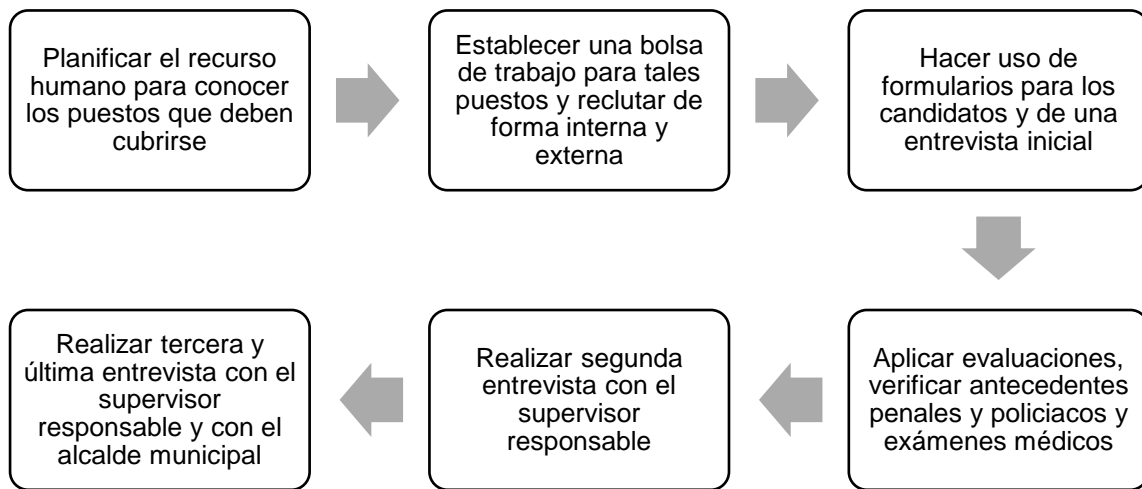 Planificar el recurso
humano para conocer
los puestos que deben
cubrirse
Establecer una bolsa
de trabajo para tales
puestos y reclutar de
forma interna y
externa
Hacer uso de
formularios para los
candidatos y de una
entrevista inicial
Aplicar evaluaciones,
verificar antecedentes
penales y policiacos y
exámenes médicos
Realizar segunda
entrevista con el
supervisor
responsable
Realizar tercera y
última entrevista con el
supervisor
responsable y con el
alcalde municipal